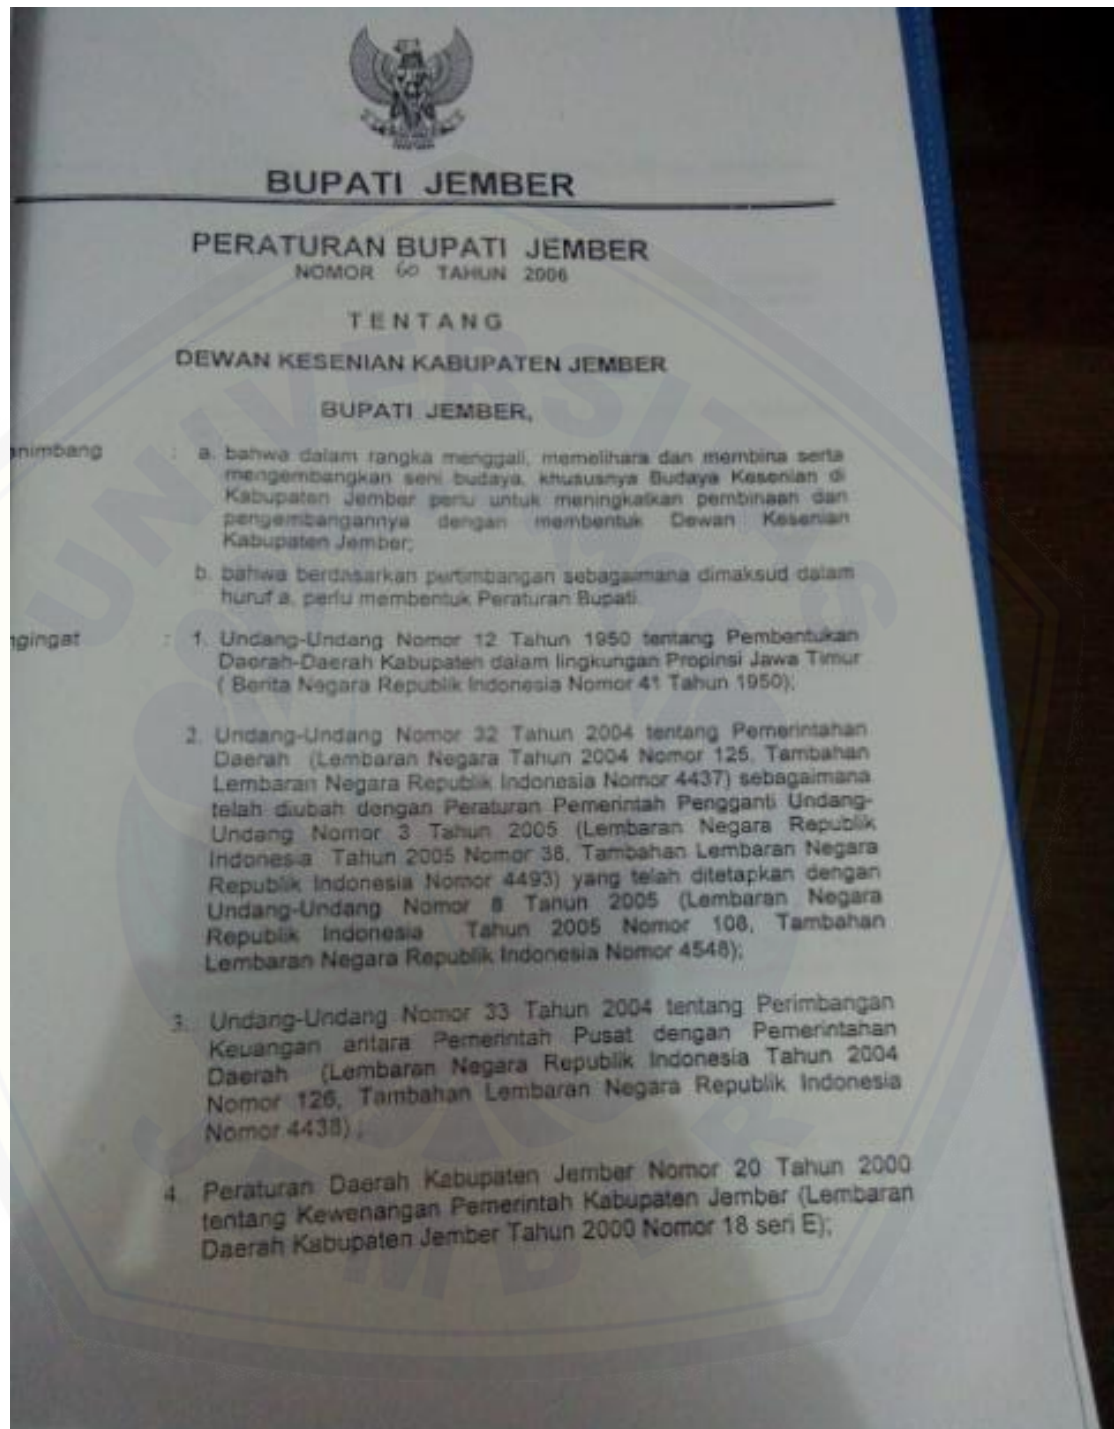 BUPATI JEMBER
PERATURAN BUPATI JEMBER
NOMOR 60 TAHUN 2006
TENTANG
DEWAN KESENIAN KABUPATEN JEMBER
BUPATI JEMBER,
animbang : a. bahwa dalam rangka menggali, memelihara dan membina serta
mengembangkan seni budaya, khususnya Budaya Kesenian di
Kabupaten Jember perlu untuk meningkatkan pembinaan dan
pengembangannya dengan membentuk Dewan Kesenian
Kabupaten Jember;
b. bahwa berdasarkan pertimbangan sebagaimana dimaksud dalam
huruf a, perlu membentuk Peraturan Bupati.
ngingat : 1. Undang-Undang Nomor 12 Tahun 1950 tentang Pembentukan
Daerah-Daerah Kabupaten dalam lingkungan Propinsi Jawa Timur
( Berita Negara Republik Indonesia Nomor 41 Tahun 1950);
2. Undang-Undang Nomor 32 Tahun 2004 tentang Pemerintahan
Daerah (Lembaran Negara Tahun 2004 Nomor 125, Tambahan
Lembaran Negara Republik Indonesia Nomor 4437) sebagaimana
telah diubah dengan Peraturan Pemerintah Pengganti Undang-
Undang Nomor 3 Tahun 2005 (Lembaran Negara Republik
Indonesia Tahun 2005 Nomor 38, Tambahan Lembaran Negara
Republik Indonesia Nomor 4493) yang telah ditetapkan dengan
Undang-Undang Nomor 8 Tahun 2005 (Lembaran Negara
Republik Indonesia Tahun 2005 Nomor 108, Tambahan
Lembaran Negara Republik Indonesia Nomor 4548);
3. Undang-Undang Nomor 33 Tahun 2004 tentang Perimbangan
Keuangan antara Pemerintah Pusat dengan Pemerintahan
Daerah (Lembaran Negara Republik Indonesia Tahun 2004
Nomor 126, Tambahan Lembaran Negara Republik Indonesia
Nomor 4438) ;
4. Peraturan Daerah Kabupaten Jember Nomor 20 Tahun 2000
tentang Kewenangan Pemerintah Kabupaten Jember (Lembaran
Daerah Kabupaten Jember Tahun 2000 Nomor 18 seri E);
UNIVERSITAS
JEMBER